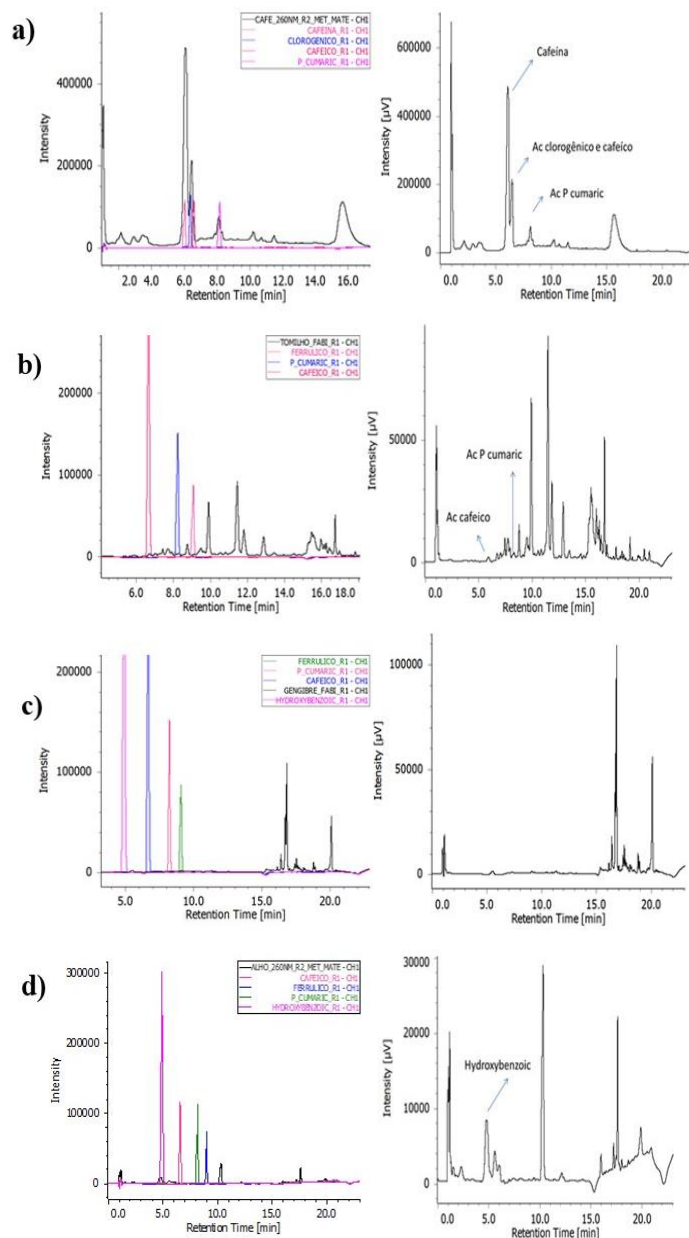 a)
CAFE_260NM_R2_MET_MATE - CH1
CAFEINA_R1 - CH1
CLOROGENICO_R1 - CH1
CAFEICO_R1 - CH1
P_CUMARIC_R1 - CH1
Intensity
400000
200000
0
2.0 4.0 6.0 8.0 10.0 12.0 14.0 16.0
Retention Time [min]
Intensity [µV]
600000
400000
200000
0
Cafeína
Ac clorogênico e cafeico
Ac P cumaric
0.0 5.0 10.0 15.0 20.0
Retention Time [min]
b)
TOMILHO_FABI_R1 - CH1
FERRULICO_R1 - CH1
P_CUMARIC_R1 - CH1
CAFEICO_R1 - CH1
Intensity
200000
100000
0
6.0 8.0 10.0 12.0 14.0 16.0 18.0
Retention Time [min]
Intensity [µV]
50000
0
Ac P cumaric
Ac cafeico
0.0 5.0 10.0 15.0 20.0
Retention Time [min]
c)
FERRULICO_R1 - CH1
P_CUMARIC_R1 - CH1
CAFEICO_R1 - CH1
GENGIBRE_FABI_R1 - CH1
HYDROXYBENZOIC_R1 - CH1
Intensity
200000
100000
0
5.0 10.0 15.0 20.0
Retention Time [min]
Intensity [µV]
100000
50000
0
0.0 5.0 10.0 15.0 20.0
Retention Time [min]
d)
ALHO_260NM_R2_MET_MATE - CH1
CAFEICO_R1 - CH1
FERRULICO_R1 - CH1
P_CUMARIC_R1 - CH1
HYDROXYBENZOIC_R1 - CH1
Intensity
300000
200000
100000
0
0.0 5.0 10.0 15.0 20.0
Retention Time [min]
Intensity [µV]
30000
20000
10000
0
Hydroxybenzoic
0.0 5.0 10.0 15.0 20.0
Retention Time [min]